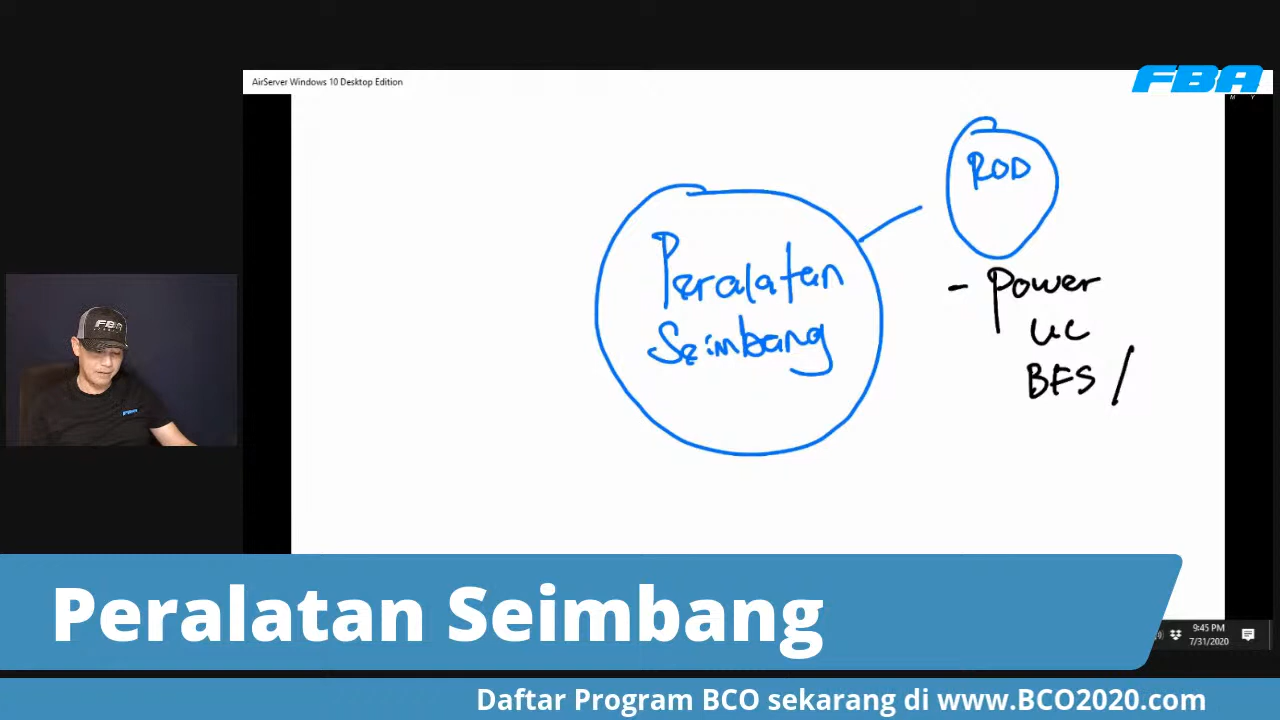 AirServer Windows 10 Desktop Edition
FBA
M Y
ROD
Peralatan
Seimbang
- Power
UC
BFS /
FBA
Peralatan Seimbang
9:45 PM
7/31/2020
Daftar Program BCO sekarang di www.BCO2020.com